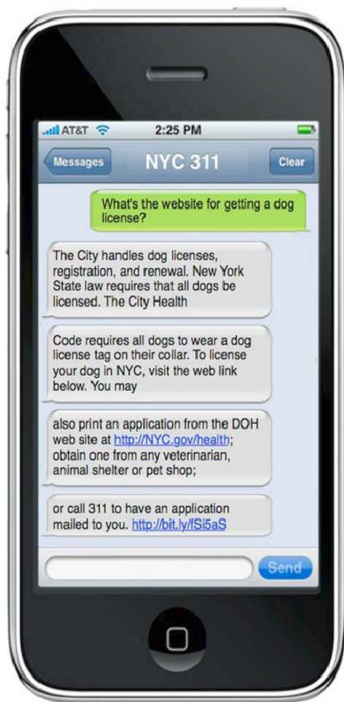 AT&T 2:25 PM
Messages NYC 311 Clear
What's the website for getting a dog
license?
The City handles dog licenses,
registration, and renewal. New York
State law requires that all dogs be
licensed. The City Health
Code requires all dogs to wear a dog
license tag on their collar. To license
your dog in NYC, visit the web link
below. You may
also print an application from the DOH
web site at http://NYC.gov/health;
obtain one from any veterinarian,
animal shelter or pet shop;
or call 311 to have an application
mailed to you. http://bit.ly/fSi5aS
Send